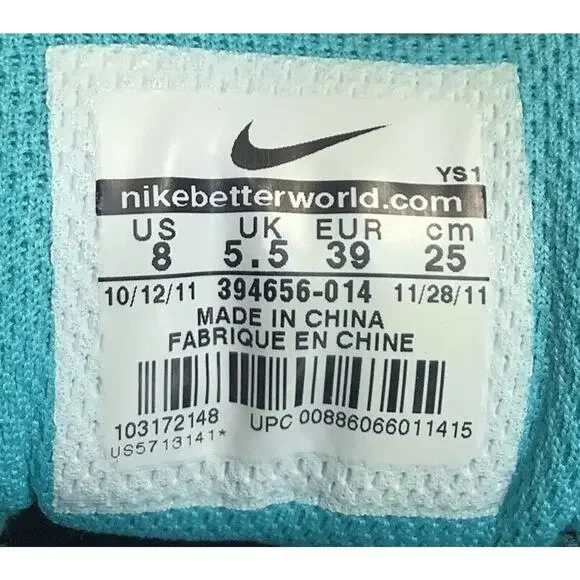 YS1
nikebetterworld.com
US UK EUR cm
8 5.5 39 25
10/12/11 394656-014 11/28/11
MADE IN CHINA
FABRIQUE EN CHINE
103172148 UPC 00886066011415
US5713141*